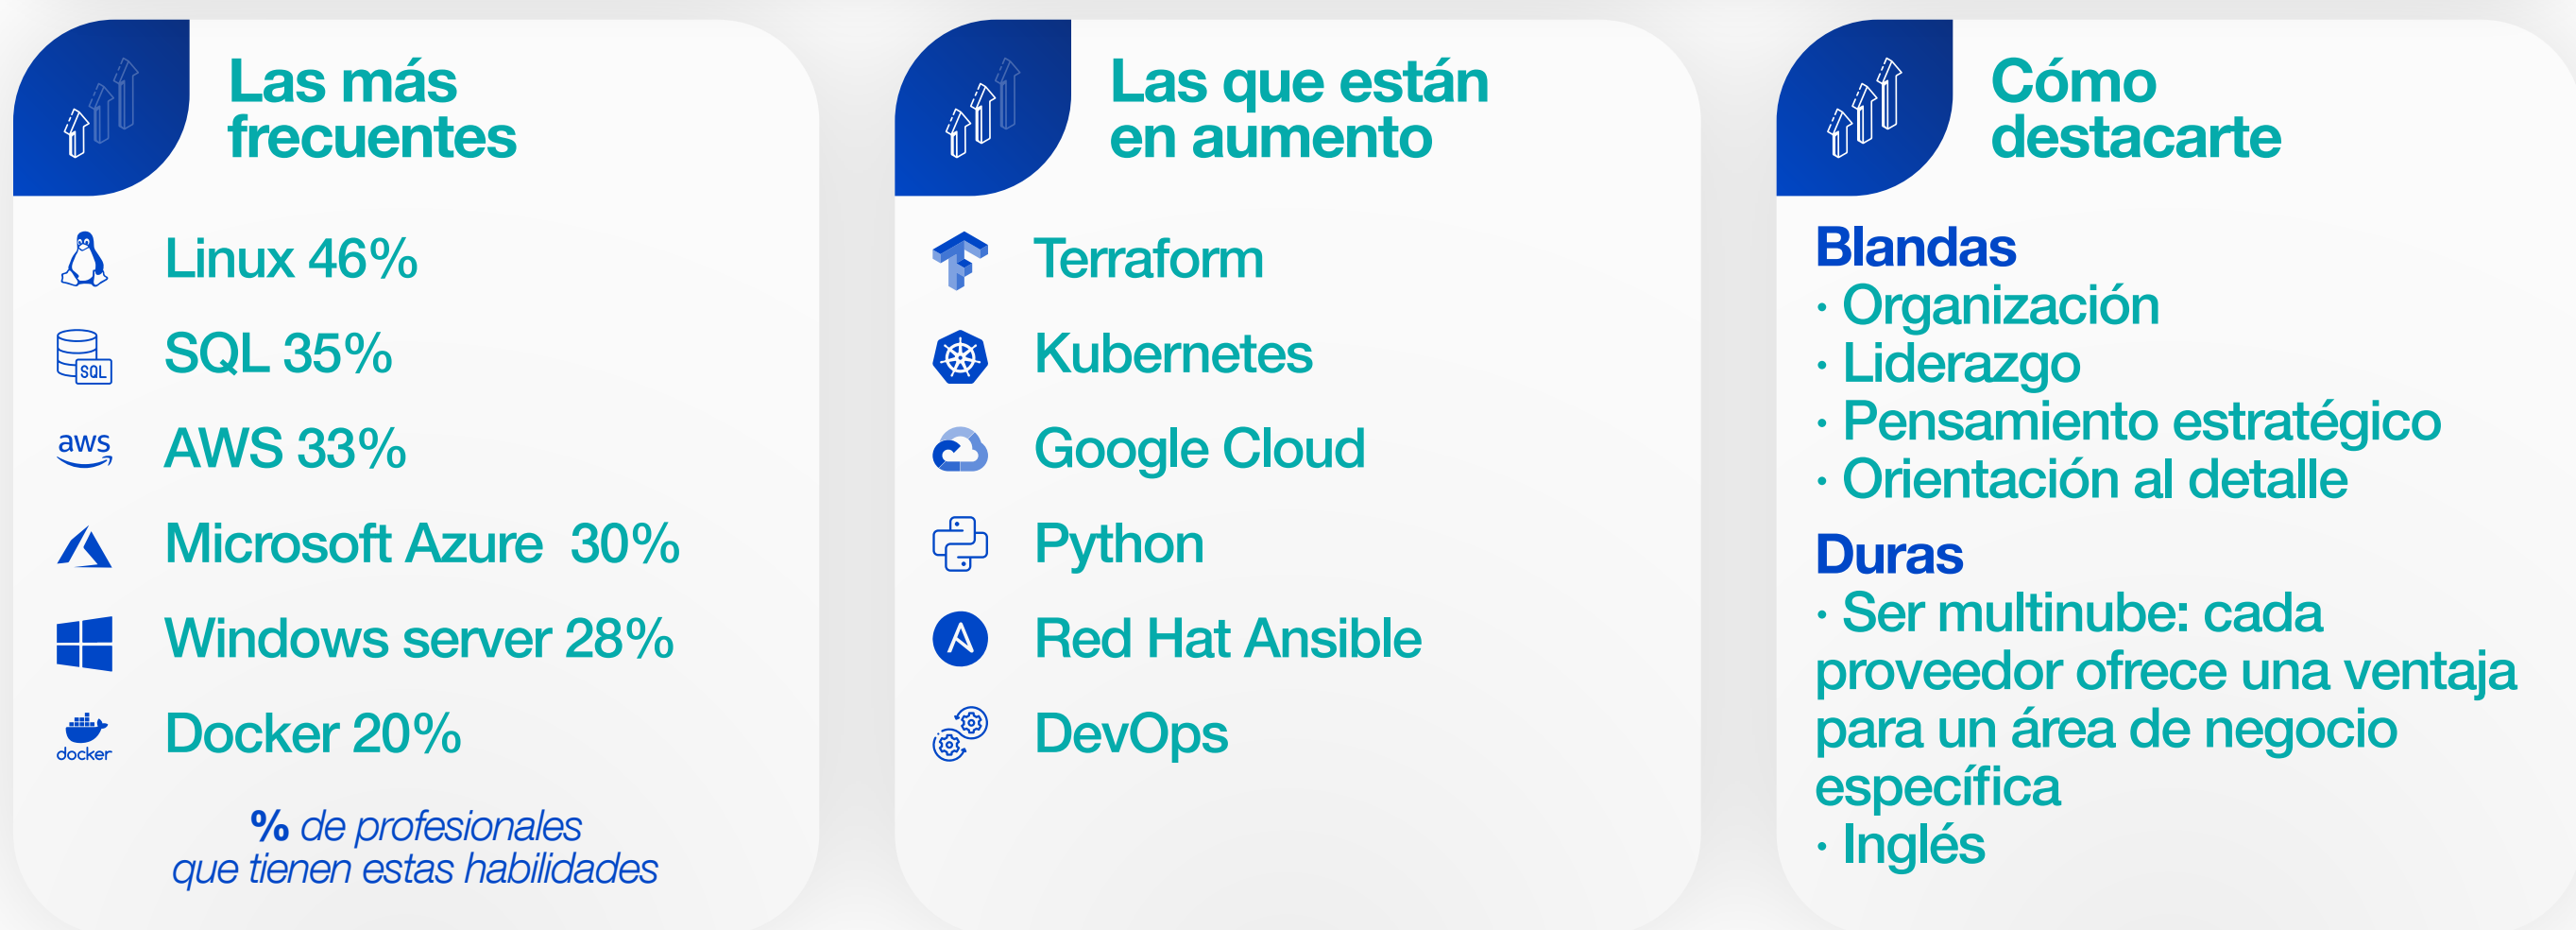 Las más
frecuentes
Linux 46%
SQL
SQL 35%
aws
AWS 33%
Microsoft Azure 30%
Windows server 28%
docker
Docker 20%
% de profesionales
que tienen estas habilidades
Las que están
en aumento
Terraform
Kubernetes
Google Cloud
Python
Red Hat Ansible
DevOps
Cómo
destacarte
Blandas
· Organización
· Liderazgo
· Pensamiento estratégico
· Orientación al detalle
Duras
· Ser multinube: cada
proveedor ofrece una ventaja
para un área de negocio
específica
· Inglés